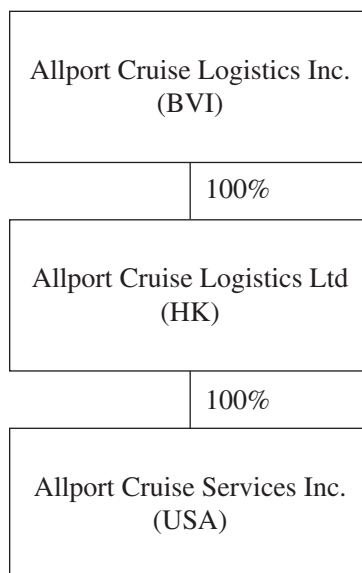 Allport Cruise Logistics Inc.
(BVI)
100%
Allport Cruise Logistics Ltd
(HK)
100%
Allport Cruise Services Inc.
(USA)